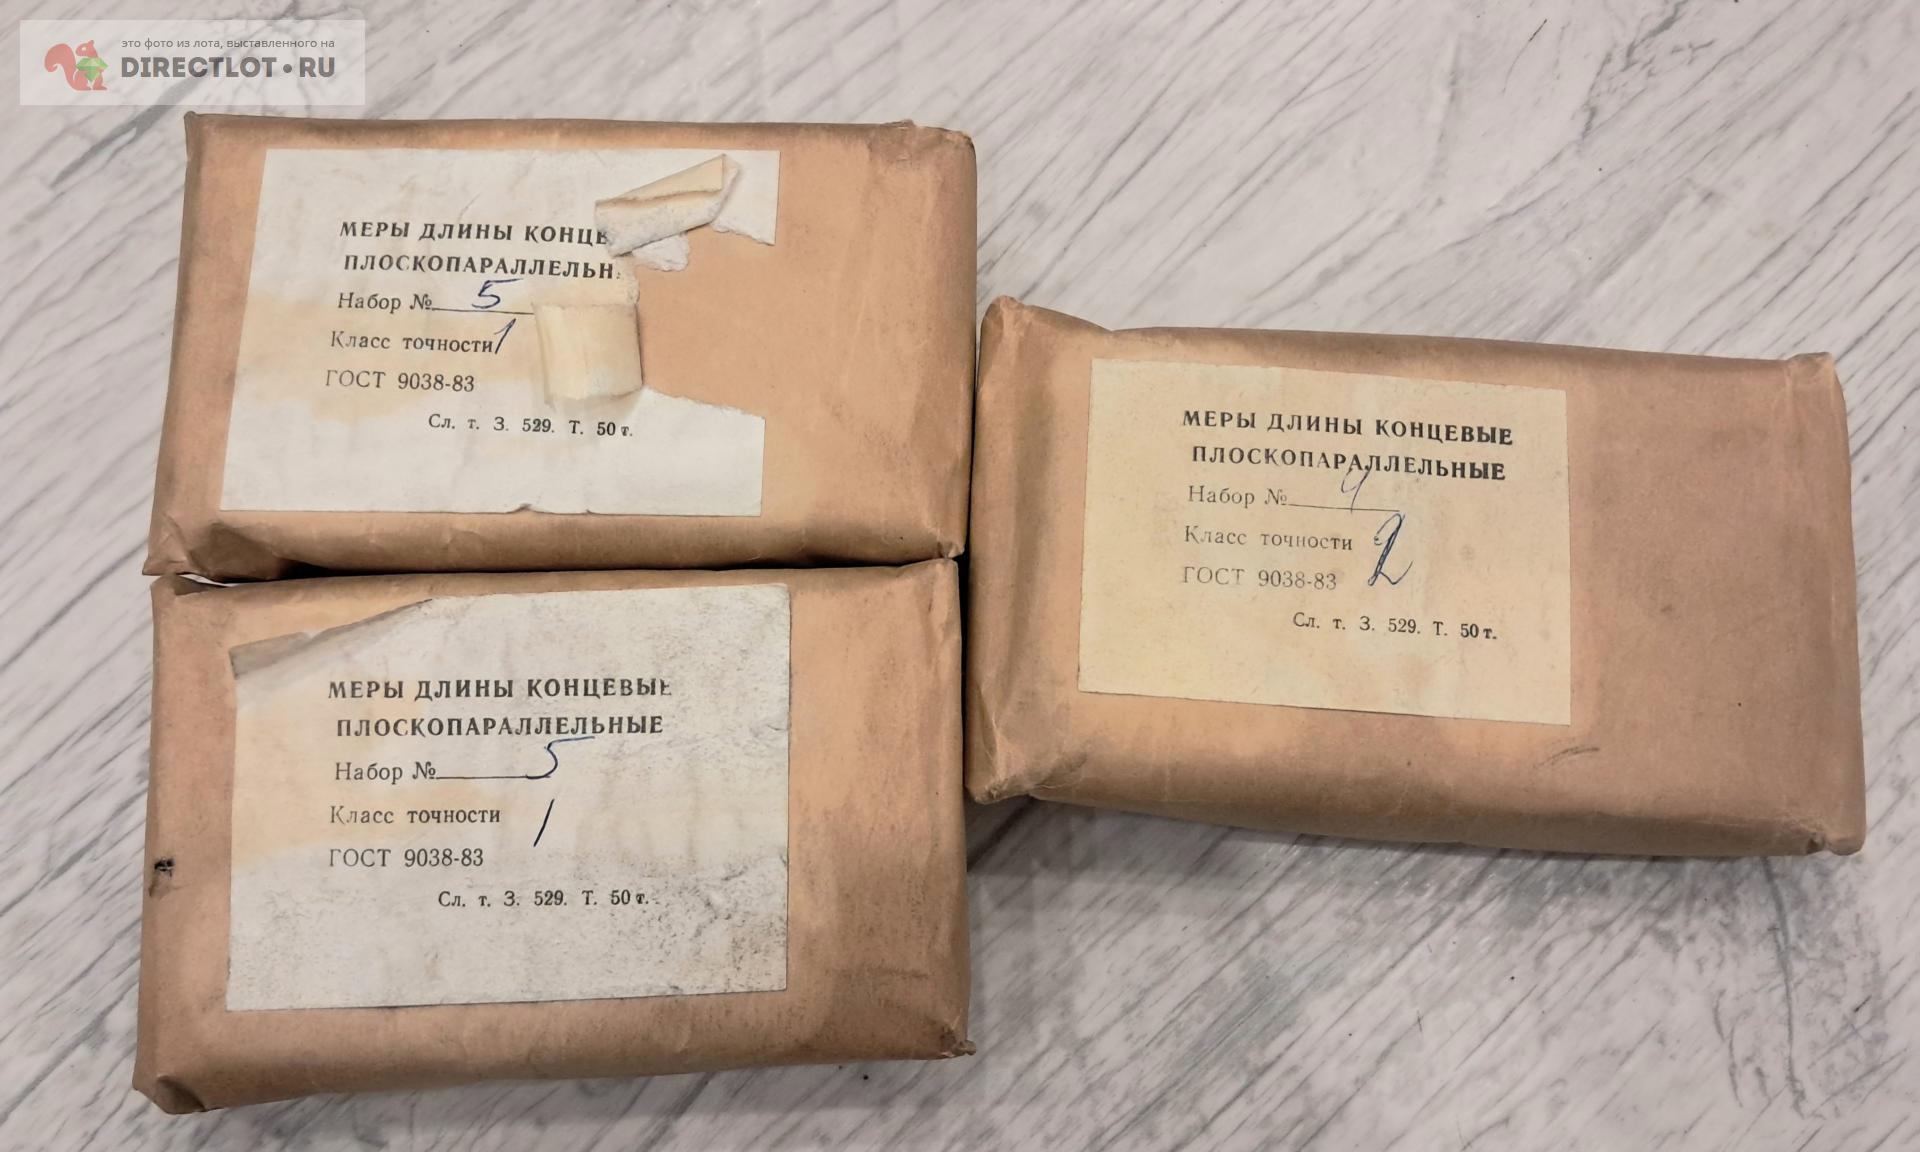 это фото из лота, выставленного на
DIRECTLOT•RU
МЕРЫ ДЛИНЫ КОНЦЕ
ПЛОСКОПАРАЛЛЕЛЬН
Набор № 5
Класс точности 1
ГОСТ 9038-83
Сл. т. З. 529. Т. 50 т.
МЕРЫ ДЛИНЫ КОНЦЕВЫЕ
ПЛОСКОПАРАЛЛЕЛЬНЫЕ
Набор № 5
Класс точности 1
ГОСТ 9038-83
Сл. т. З. 529. Т. 50 т.
МЕРЫ ДЛИНЫ КОНЦЕВЫЕ
ПЛОСКОПАРАЛЛЕЛЬНЫЕ
Набор № 4
Класс точности 2
ГОСТ 9038-83
Сл. т. З. 529. Т. 50 т.